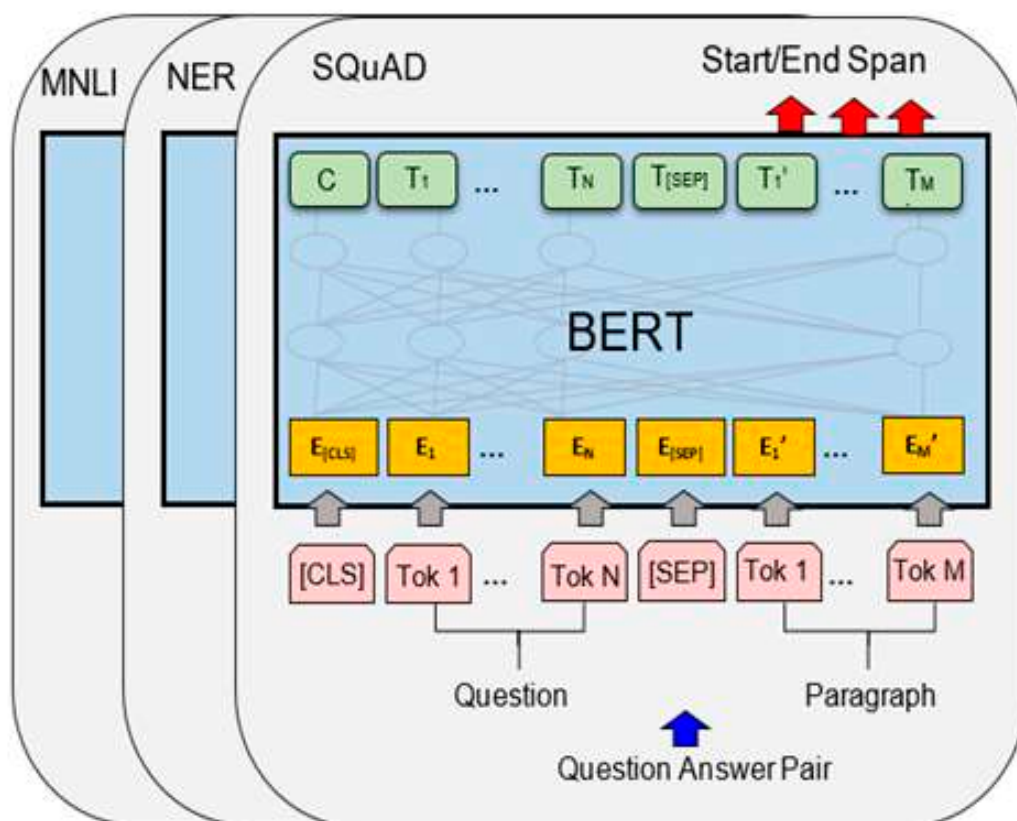 MNLI NER SQuAD Start/End Span
C T1 ... TN T[SEP] T1' ... TM
BERT
E[CLS] E1 ... EN E[SEP] E1' ... EM'
[CLS] Tok 1 ... Tok N [SEP] Tok 1 ... Tok M
Question Paragraph
Question Answer Pair